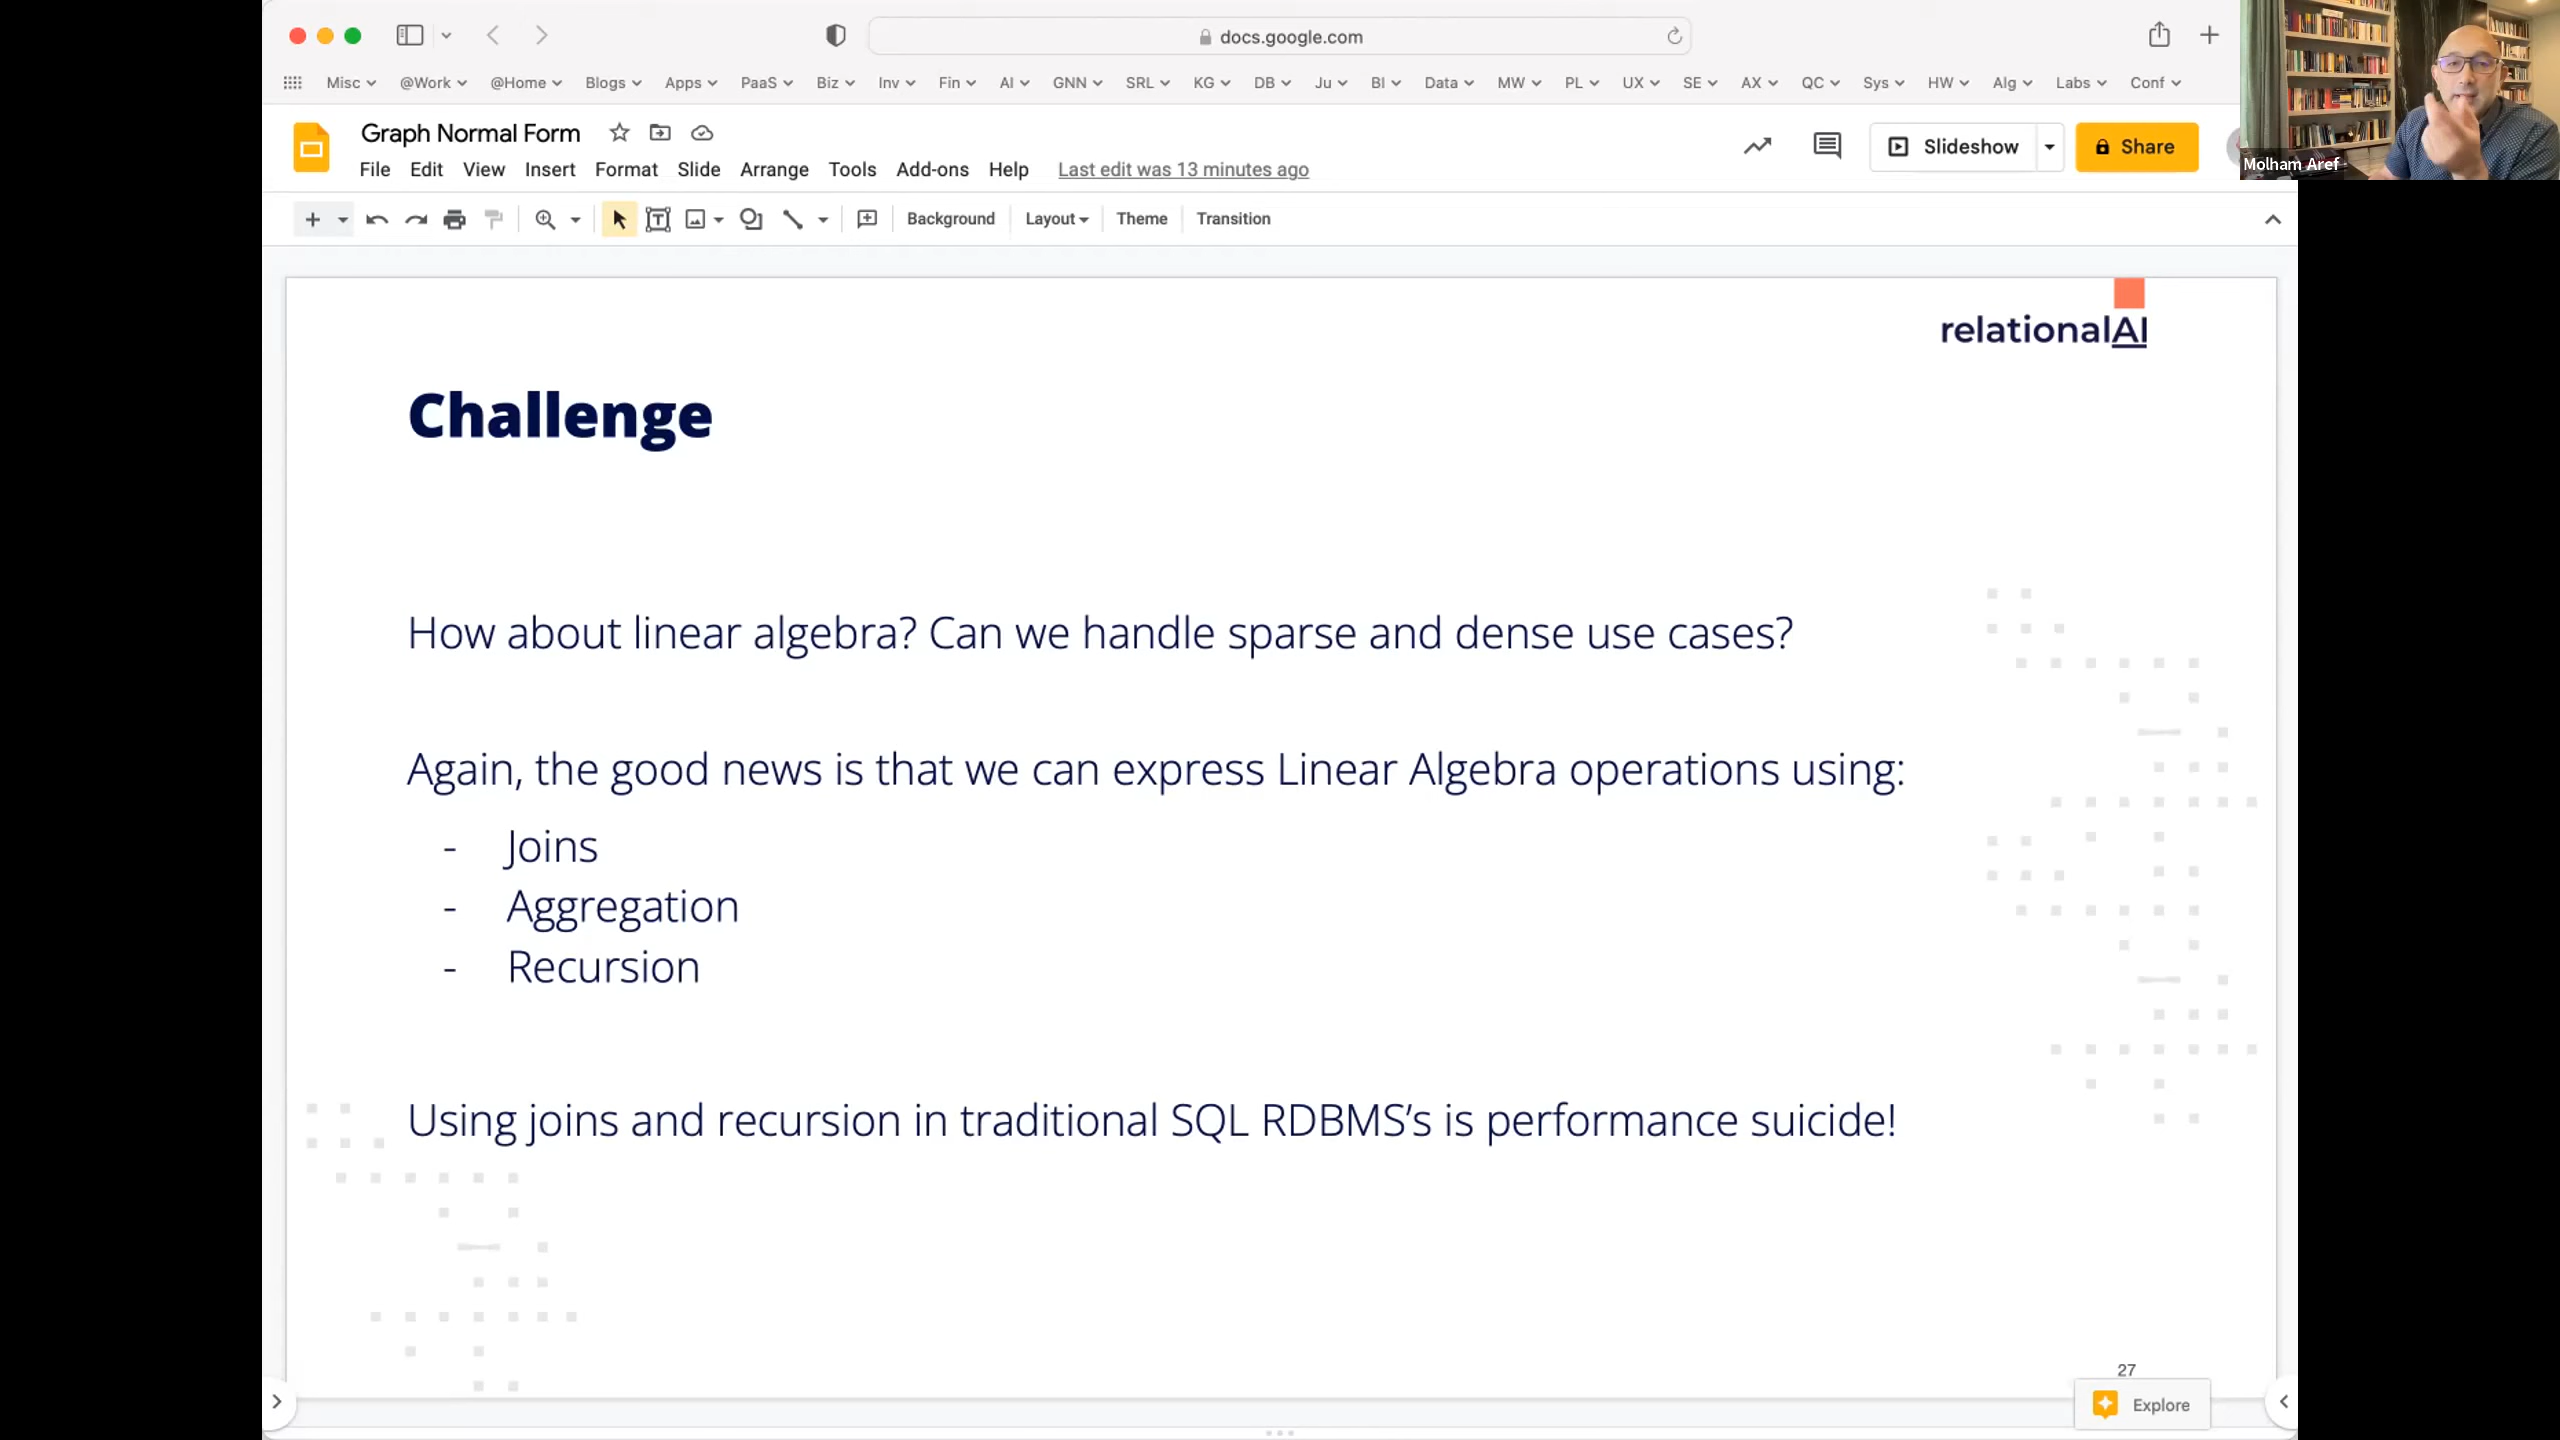 docs.google.com
Misc @Work @Home Blogs Apps PaaS Biz Inv Fin AI GNN SRL KG DB Ju BI Data MW PL UX SE AX QC Sys HW Alg Labs Conf
Graph Normal Form
Slideshow
Share
Molham Aref
File Edit View Insert Format Slide Arrange Tools Add-ons Help Last edit was 13 minutes ago
Background Layout Theme Transition
relationalAI
Challenge
How about linear algebra? Can we handle sparse and dense use cases?
Again, the good news is that we can express Linear Algebra operations using:
- Joins
- Aggregation
- Recursion
Using joins and recursion in traditional SQL RDBMS’s is performance suicide!
27
Explore